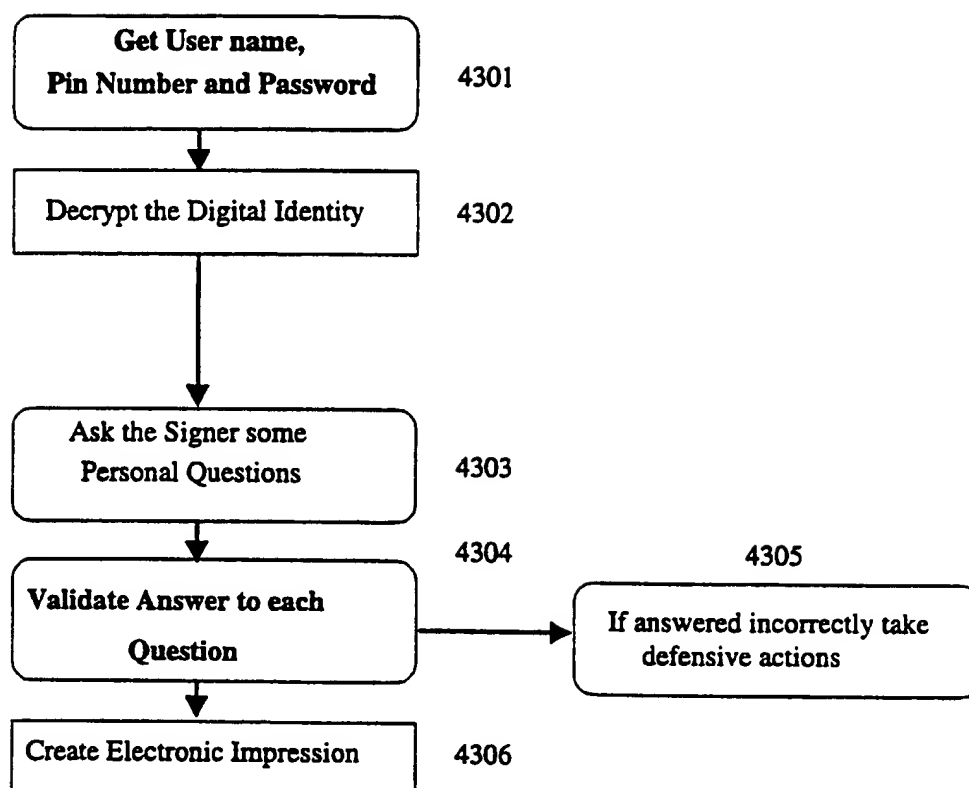 Get User name,
Pin Number and Password
4301
Decrypt the Digital Identity
4302
Ask the Signer some
Personal Questions
4303
4304
Validate Answer to each
Question
4305
If answered incorrectly take
defensive actions
Create Electronic Impression
4306